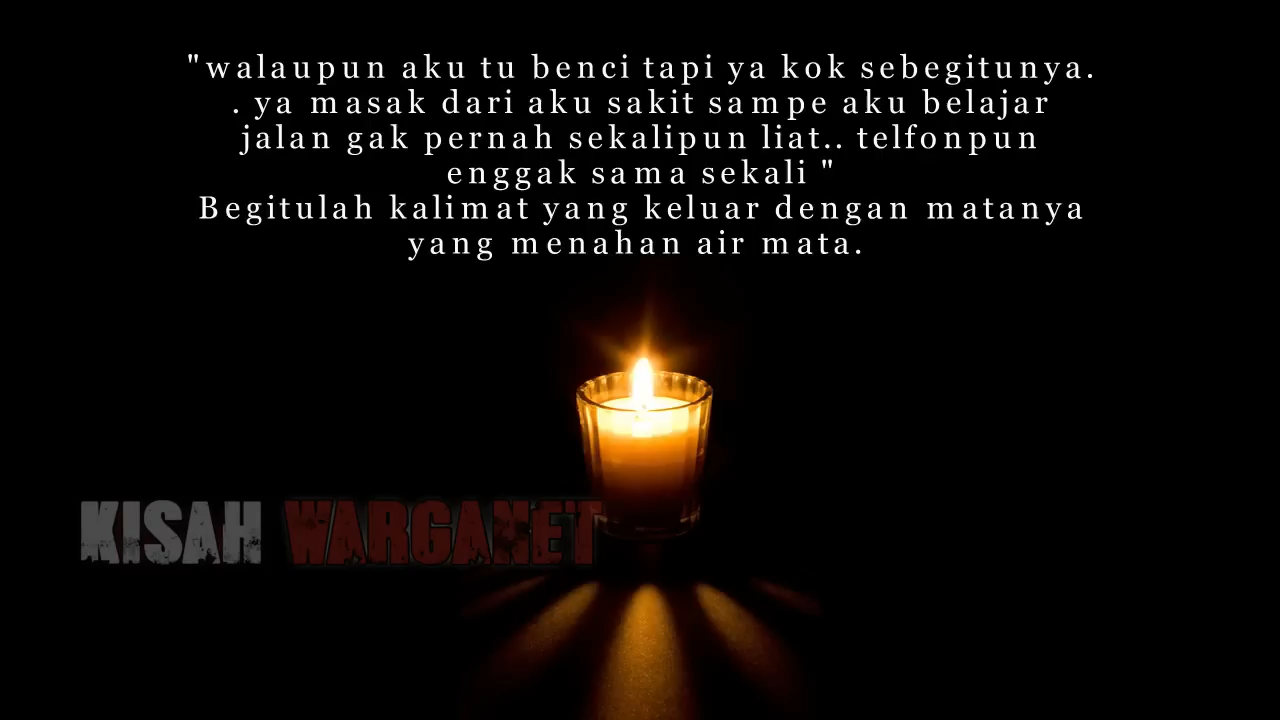 "walaupun aku tu benci tapi ya kok sebegitunya.
. ya masak dari aku sakit sampe aku belajar
jalan gak pernah sekalipun liat.. telfonpun
enggak sama sekali "
Begitulah kalimat yang keluar dengan matanya
yang menahan air mata.
KISAH WARGANET